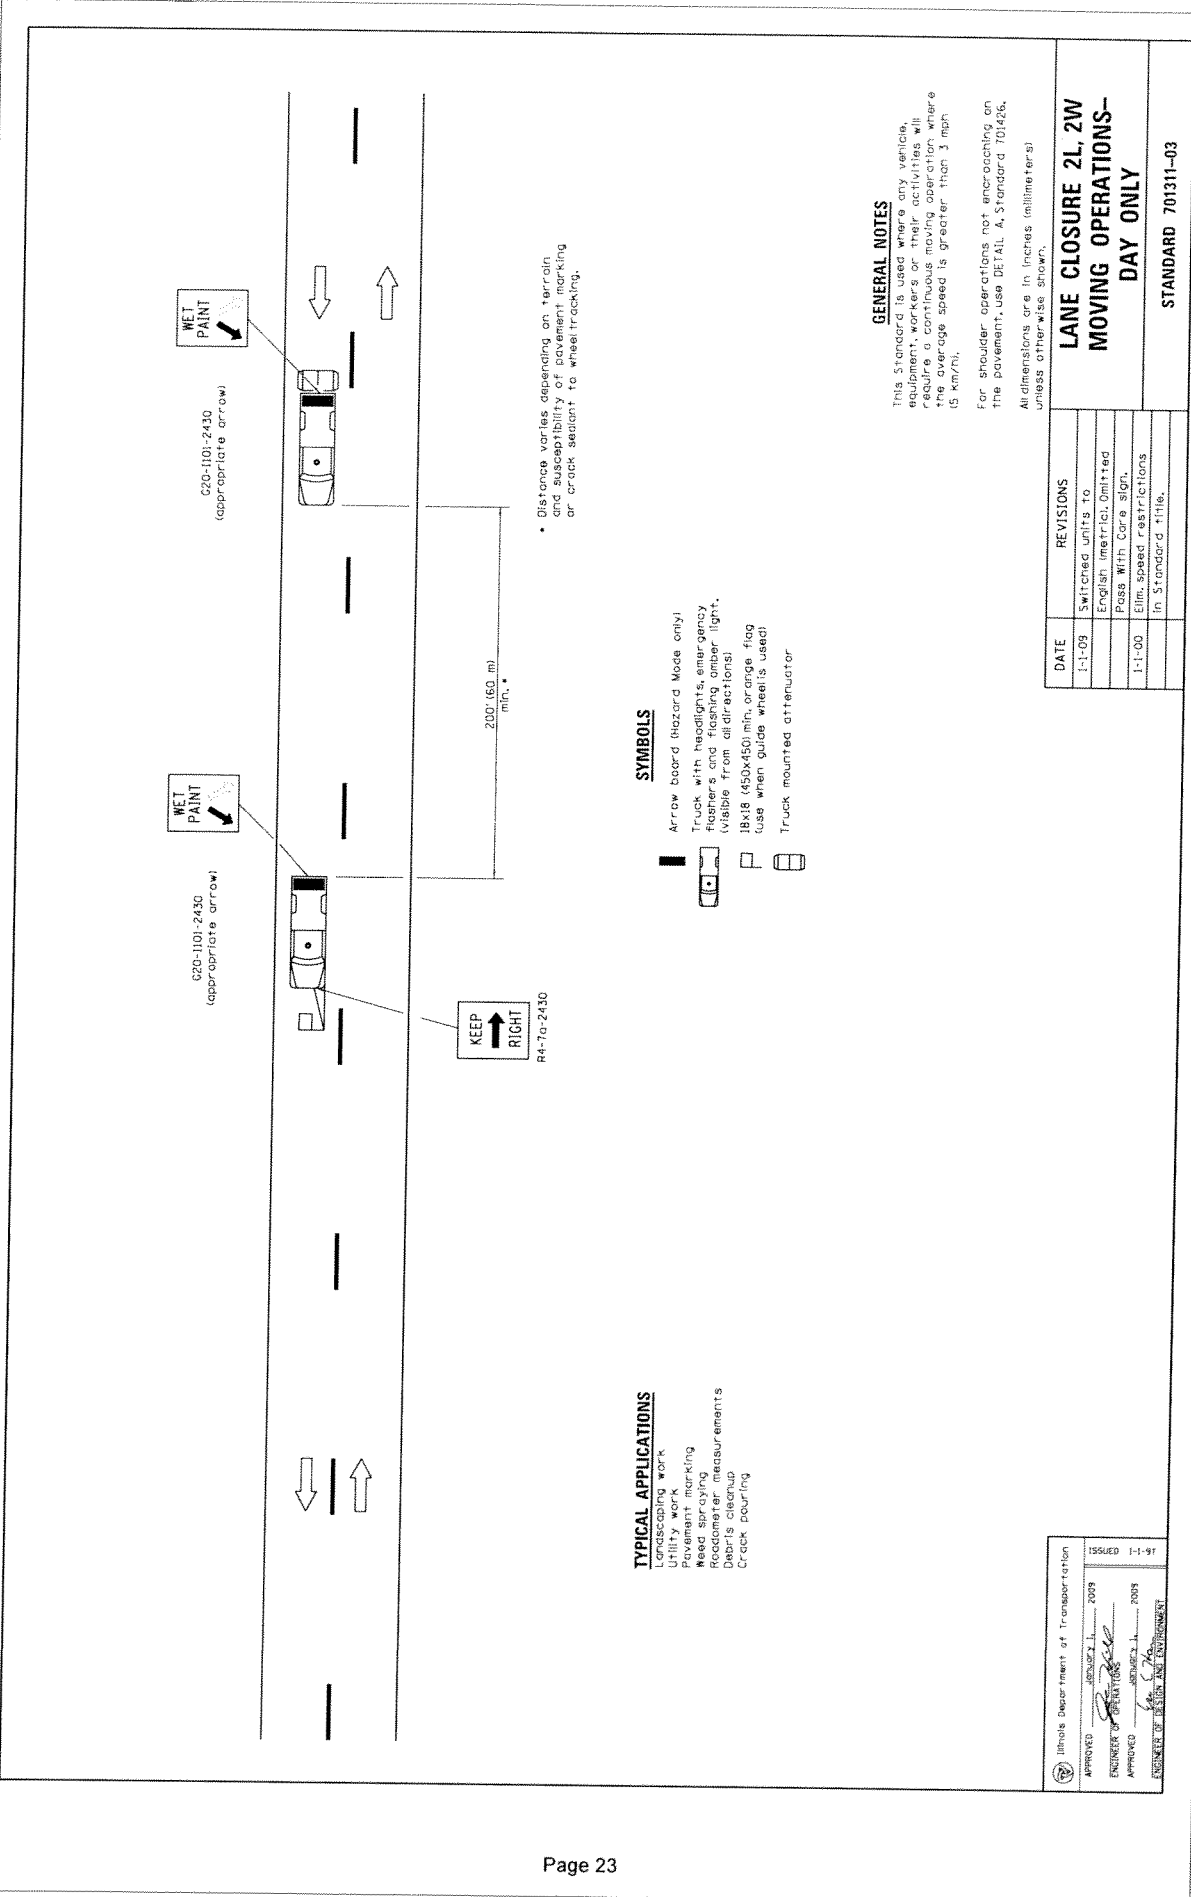 WET
PAINT
G20-1101-2430
(appropriate arrow)
WET
PAINT
G20-1101-2430
(appropriate arrow)
KEEP
RIGHT
R4-7a-2430
200' (60 m)
min. *
* Distance varies depending on terrain
and susceptibility of pavement marking
or crack sealant to wheel tracking.
TYPICAL APPLICATIONS
Landscaping work
Utility work
Pavement marking
Weed spraying
Roadometer measurements
Debris cleanup
Crack pouring
SYMBOLS
Arrow board (Hazard Mode only)
Truck with headlights, emergency
flashers and flashing amber light.
(visible from all directions)
18x18 (450x450) min. orange flag
(use when guide wheel is used)
Truck mounted attenuator
GENERAL NOTES
This Standard is used where any vehicle,
equipment, workers or their activities will
require a continuous moving operation where
the average speed is greater than 3 mph
(5 km/h).
For shoulder operations not encroaching on
the pavement, use DETAIL A, Standard 701426.
All dimensions are in inches (millimeters)
unless otherwise shown.
Illinois Department of Transportation
APPROVED January 1, 2009
ENGINEER OF OPERATIONS
APPROVED January 1, 2009
ENGINEER OF DESIGN AND ENVIRONMENT
ISSUED 1-1-97
DATE REVISIONS
1-1-09 Switched units to
English (metric). Omitted
Pass With Care sign.
1-1-00 Elim. speed restrictions
in Standard title.
LANE CLOSURE 2L, 2W
MOVING OPERATIONS–
DAY ONLY
STANDARD 701311–03
Page 23